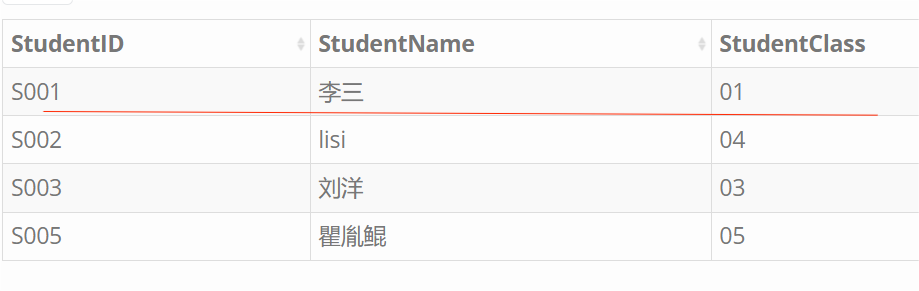 StudentID StudentName StudentClass
S001 李三 01
S002 lisi 04
S003 刘洋 03
S005 瞿胤鲲 05